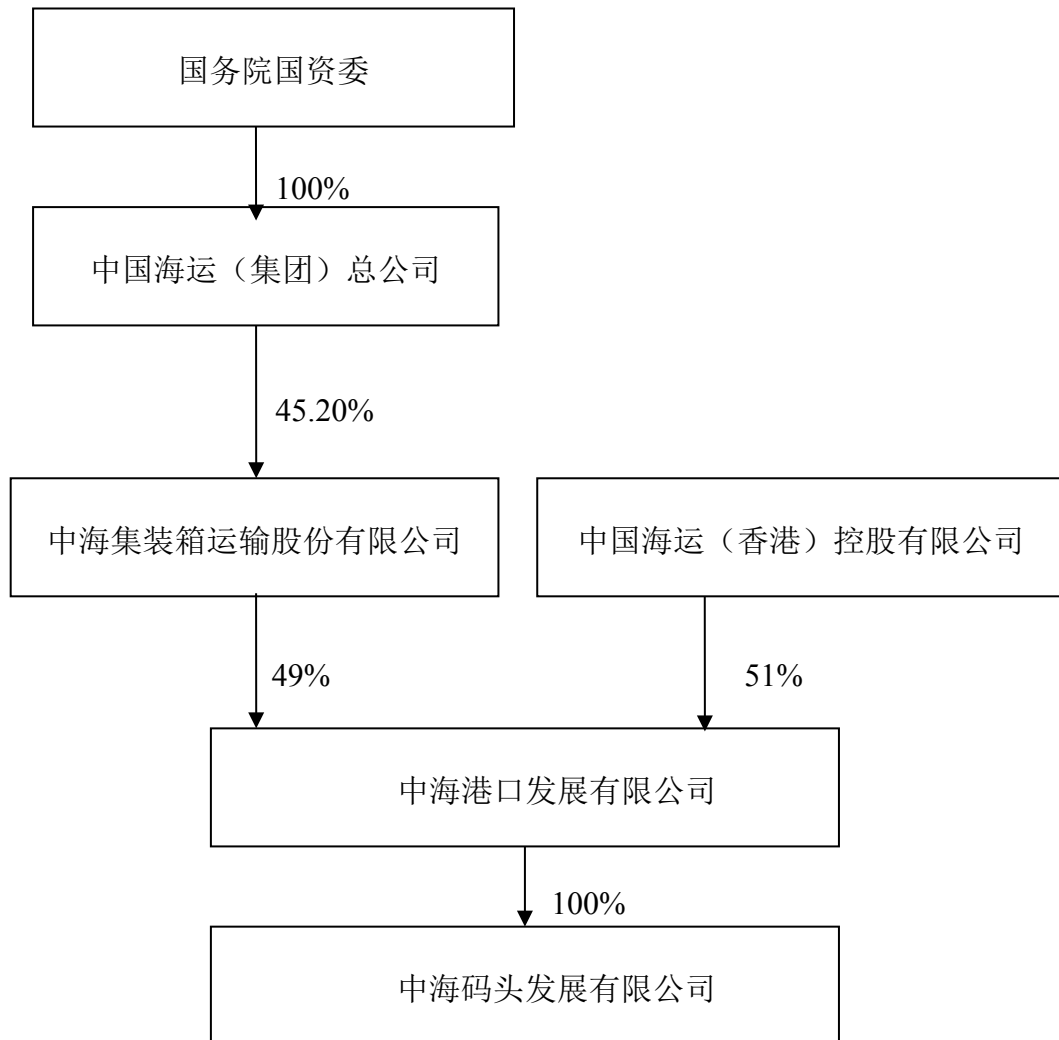 国务院国资委
100%
中国海运（集团）总公司
45.20%
中海集装箱运输股份有限公司
中国海运（香港）控股有限公司
49%
51%
中海港口发展有限公司
100%
中海码头发展有限公司